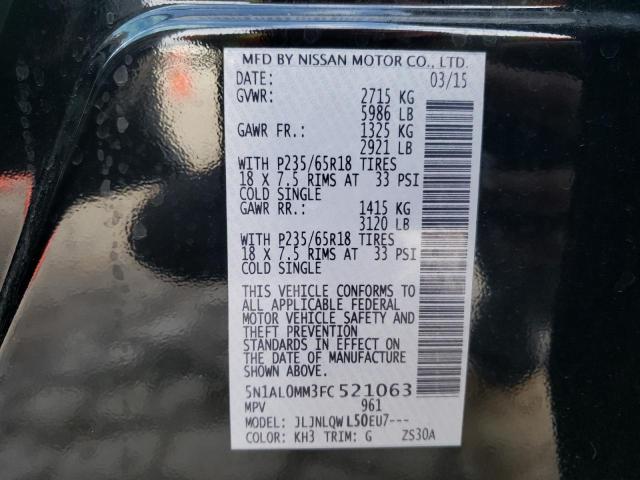 MFD BY NISSAN MOTOR CO., LTD.
DATE: 03/15
GVWR: 2715 KG
5986 LB
GAWR FR.: 1325 KG
2921 LB
WITH P235/65R18 TIRES
18 X 7.5 RIMS AT 33 PSI
COLD SINGLE
GAWR RR.: 1415 KG
3120 LB
WITH P235/65R18 TIRES
18 X 7.5 RIMS AT 33 PSI
COLD SINGLE
THIS VEHICLE CONFORMS TO
ALL APPLICABLE FEDERAL
MOTOR VEHICLE SAFETY AND
THEFT PREVENTION
STANDARDS IN EFFECT ON
THE DATE OF MANUFACTURE
SHOWN ABOVE.
5N1AL0MM3FC521063
MPV 961
MODEL: JLJNLQWL50EU7---
COLOR: KH3 TRIM: G ZS30A